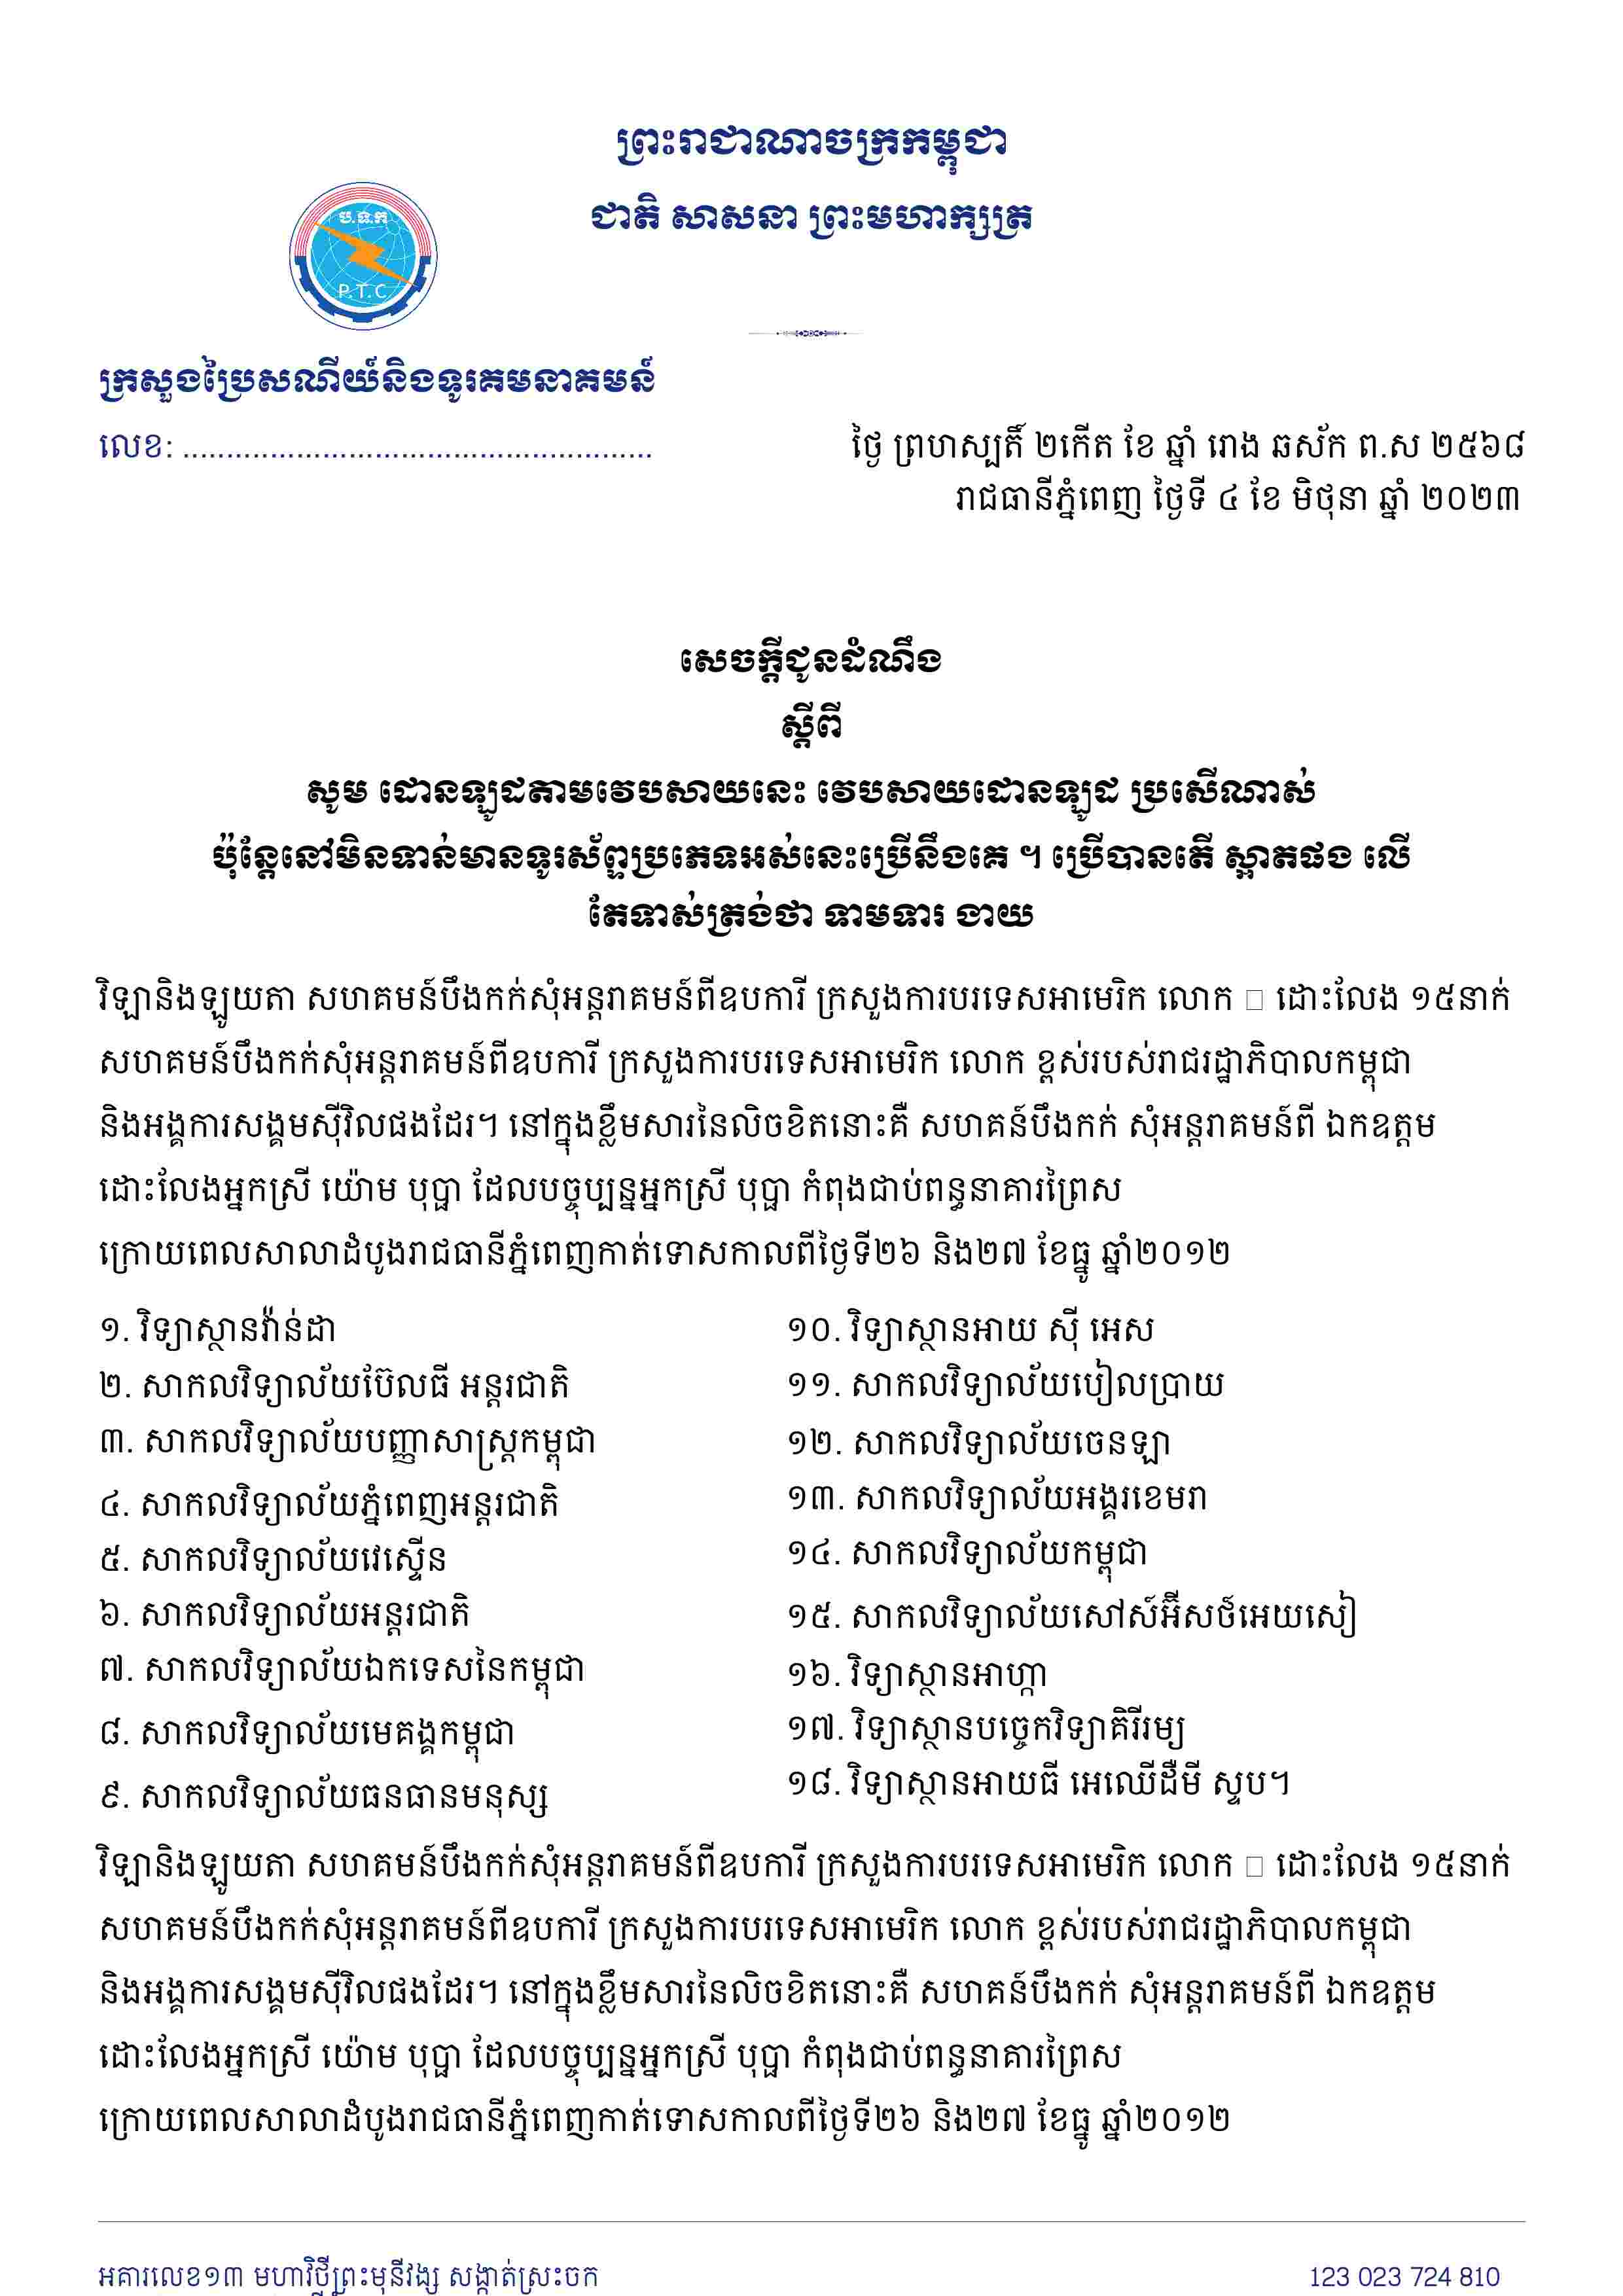 ព្រះរាជាណាចក្រកម្ពុជា
ជាតិ សាសនា ព្រះមហាក្សត្រ
ប.ទ.ក
P.T.C
ក្រសួងប្រៃសណីយ៍និងទូរគមនាគមន៍
លេខ: ......................................................
ថ្ងៃ ព្រហស្បតិ៍ ២កើត ខែ ឆ្នាំ រោង ឆស័ក ព.ស ២៥៦៨
រាជធានីភ្នំពេញ ថ្ងៃទី ៤ ខែ មិថុនា ឆ្នាំ ២០២៣
សេចក្តីជូនដំណឹង
ស្តីពី
សូម ដោនឡូដតាមវេបសាយនេះ វេបសាយដោនឡូដ ប្រសើណាស់
ប៉ុន្តែនៅមិនទាន់មានទូរស័ព្ទប្រភេទអស់នេះប្រើនឹងគេ ។ ប្រើបានតើ ស្អាតផង លើ
តែទាស់ត្រង់ថា ទាមទារ ងាយ
វិឡានិងឡូយតា សហគមន៍បឹងកក់សុំអន្តរាគមន៍ពីឧបការី ក្រសួងការបរទេសអាមេរិក លោក □ ដោះលែង ១៥នាក់
សហគមន៍បឹងកក់សុំអន្តរាគមន៍ពីឧបការី ក្រសួងការបរទេសអាមេរិក លោក ខ្ពស់របស់រាជរដ្ឋាភិបាលកម្ពុជា
និងអង្គការសង្គមស៊ីវិលផងដែរ។ នៅក្នុងខ្លឹមសារនៃលិចខិតនោះគឺ សហគន៍បឹងកក់ សុំអន្តរាគមន៍ពី ឯកឧត្តម
ដោះលែងអ្នកស្រី យ៉ោម បុប្ផា ដែលបច្ចុប្បន្នអ្នកស្រី បុប្ផា កំពុងជាប់ពន្ធនាគារព្រៃស
ក្រោយពេលសាលាដំបូងរាជធានីភ្នំពេញកាត់ទោសកាលពីថ្ងៃទី២៦ និង២៧ ខែធ្នូ ឆ្នាំ២០១២
១. វិទ្យាស្ថានវ៉ាន់ដា
២. សាកលវិទ្យាល័យប៊ែលធី អន្តរជាតិ
៣. សាកលវិទ្យាល័យបញ្ញាសាស្ត្រកម្ពុជា
៤. សាកលវិទ្យាល័យភ្នំពេញអន្តរជាតិ
៥. សាកលវិទ្យាល័យវេស្ទើន
៦. សាកលវិទ្យាល័យអន្តរជាតិ
៧. សាកលវិទ្យាល័យឯកទេសនៃកម្ពុជា
៨. សាកលវិទ្យាល័យមេគង្គកម្ពុជា
៩. សាកលវិទ្យាល័យធនធានមនុស្ស
១០. វិទ្យាស្ថានអាយ ស៊ី អេស
១១. សាកលវិទ្យាល័យបៀលប្រាយ
១២. សាកលវិទ្យាល័យចេនឡា
១៣. សាកលវិទ្យាល័យអង្គរខេមរា
១៤. សាកលវិទ្យាល័យកម្ពុជា
១៥. សាកលវិទ្យាល័យសៅស៍អ៊ីសថ៍អេយសៀ
១៦. វិទ្យាស្ថានអាហ្កា
១៧. វិទ្យាស្ថានបច្ចេកវិទ្យាគិរីរម្យ
១៨. វិទ្យាស្ថានអាយធី អេឈើដឹមី ស្ទប។
វិឡានិងឡូយតា សហគមន៍បឹងកក់សុំអន្តរាគមន៍ពីឧបការី ក្រសួងការបរទេសអាមេរិក លោក □ ដោះលែង ១៥នាក់
សហគមន៍បឹងកក់សុំអន្តរាគមន៍ពីឧបការី ក្រសួងការបរទេសអាមេរិក លោក ខ្ពស់របស់រាជរដ្ឋាភិបាលកម្ពុជា
និងអង្គការសង្គមស៊ីវិលផងដែរ។ នៅក្នុងខ្លឹមសារនៃលិចខិតនោះគឺ សហគន៍បឹងកក់ សុំអន្តរាគមន៍ពី ឯកឧត្តម
ដោះលែងអ្នកស្រី យ៉ោម បុប្ផា ដែលបច្ចុប្បន្នអ្នកស្រី បុប្ផា កំពុងជាប់ពន្ធនាគារព្រៃស
ក្រោយពេលសាលាដំបូងរាជធានីភ្នំពេញកាត់ទោសកាលពីថ្ងៃទី២៦ និង២៧ ខែធ្នូ ឆ្នាំ២០១២
អគារលេខ១៣ មហាវិថីព្រះមុនីវង្ស សង្កាត់ស្រះចក
123 023 724 810